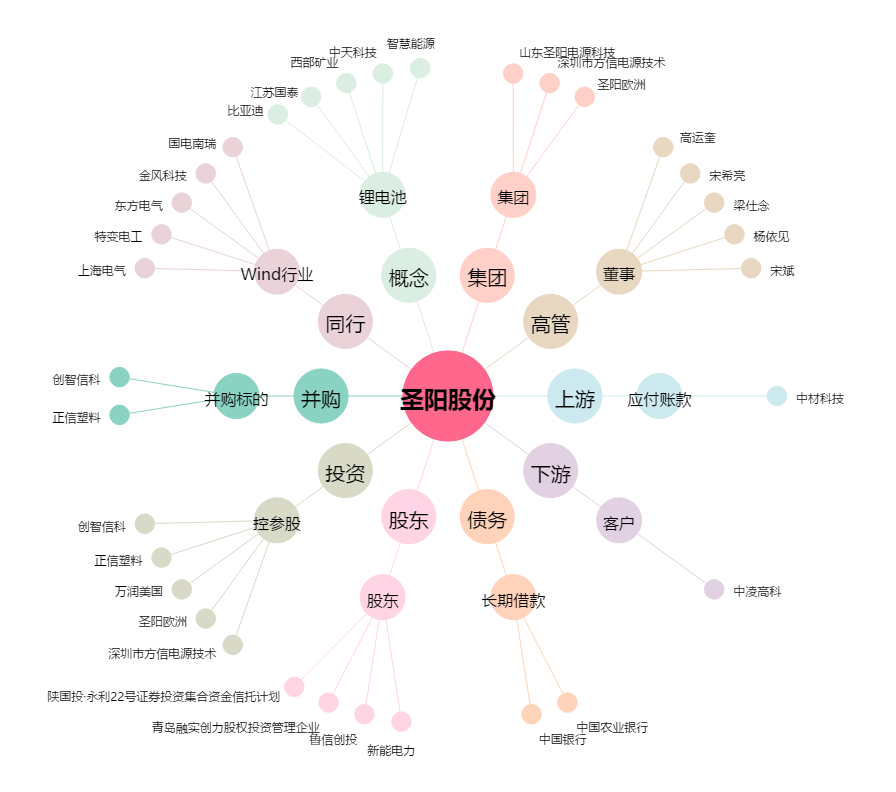 智慧能源
中天科技
西部矿业
江苏国泰
比亚迪
锂电池
概念
山东圣阳电源科技
深圳市方信电源技术
圣阳欧洲
集团
集团
国电南瑞
金风科技
东方电气
特变电工
上海电气
Wind行业
同行
高运奎
宋希亮
梁仕念
杨依见
宋斌
董事
高管
创智信科
正信塑料
并购标的
并购
圣阳股份
上游
应付账款
中材科技
投资
控参股
创智信科
正信塑料
万润美国
圣阳欧洲
深圳市方信电源技术
下游
客户
中凌高科
股东
股东
陕国投·永利22号证券投资集合资金信托计划
青岛融实创力股权投资管理企业
鲁信创投
新能电力
债务
长期借款
中国农业银行
中国银行